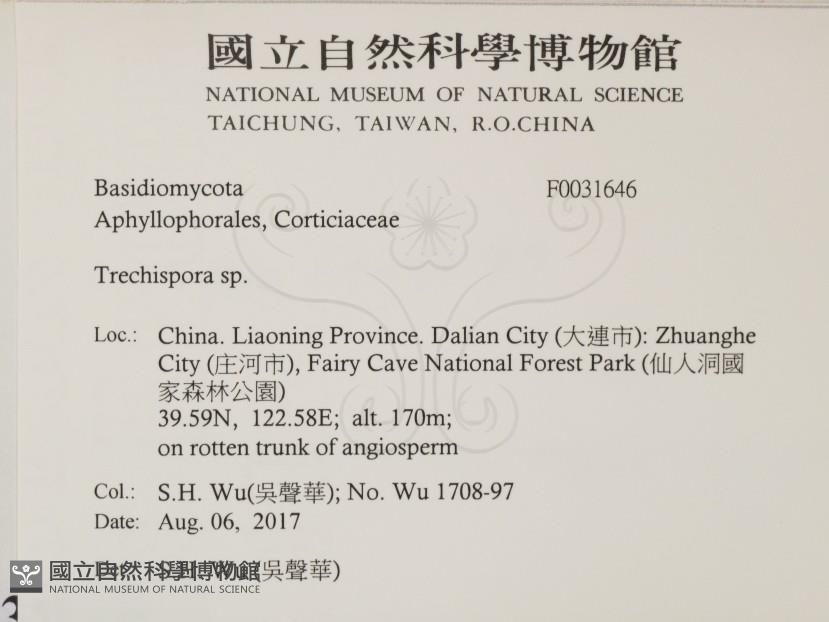 國立自然科學博物館
NATIONAL MUSEUM OF NATURAL SCIENCE
TAICHUNG, TAIWAN, R.O.CHINA
Basidiomycota F0031646
Aphyllophorales, Corticiaceae
Trechispora sp.
Loc.: China. Liaoning Province. Dalian City (大連市): Zhuanghe
City (庄河市), Fairy Cave National Forest Park (仙人洞國
家森林公園)
39.59N, 122.58E; alt. 170m;
on rotten trunk of angiosperm
Col.: S.H. Wu(吳聲華); No. Wu 1708-97
Date: Aug. 06, 2017
S.H. Wu (吳聲華)
國立自然科學博物館
NATIONAL MUSEUM OF NATURAL SCIENCE